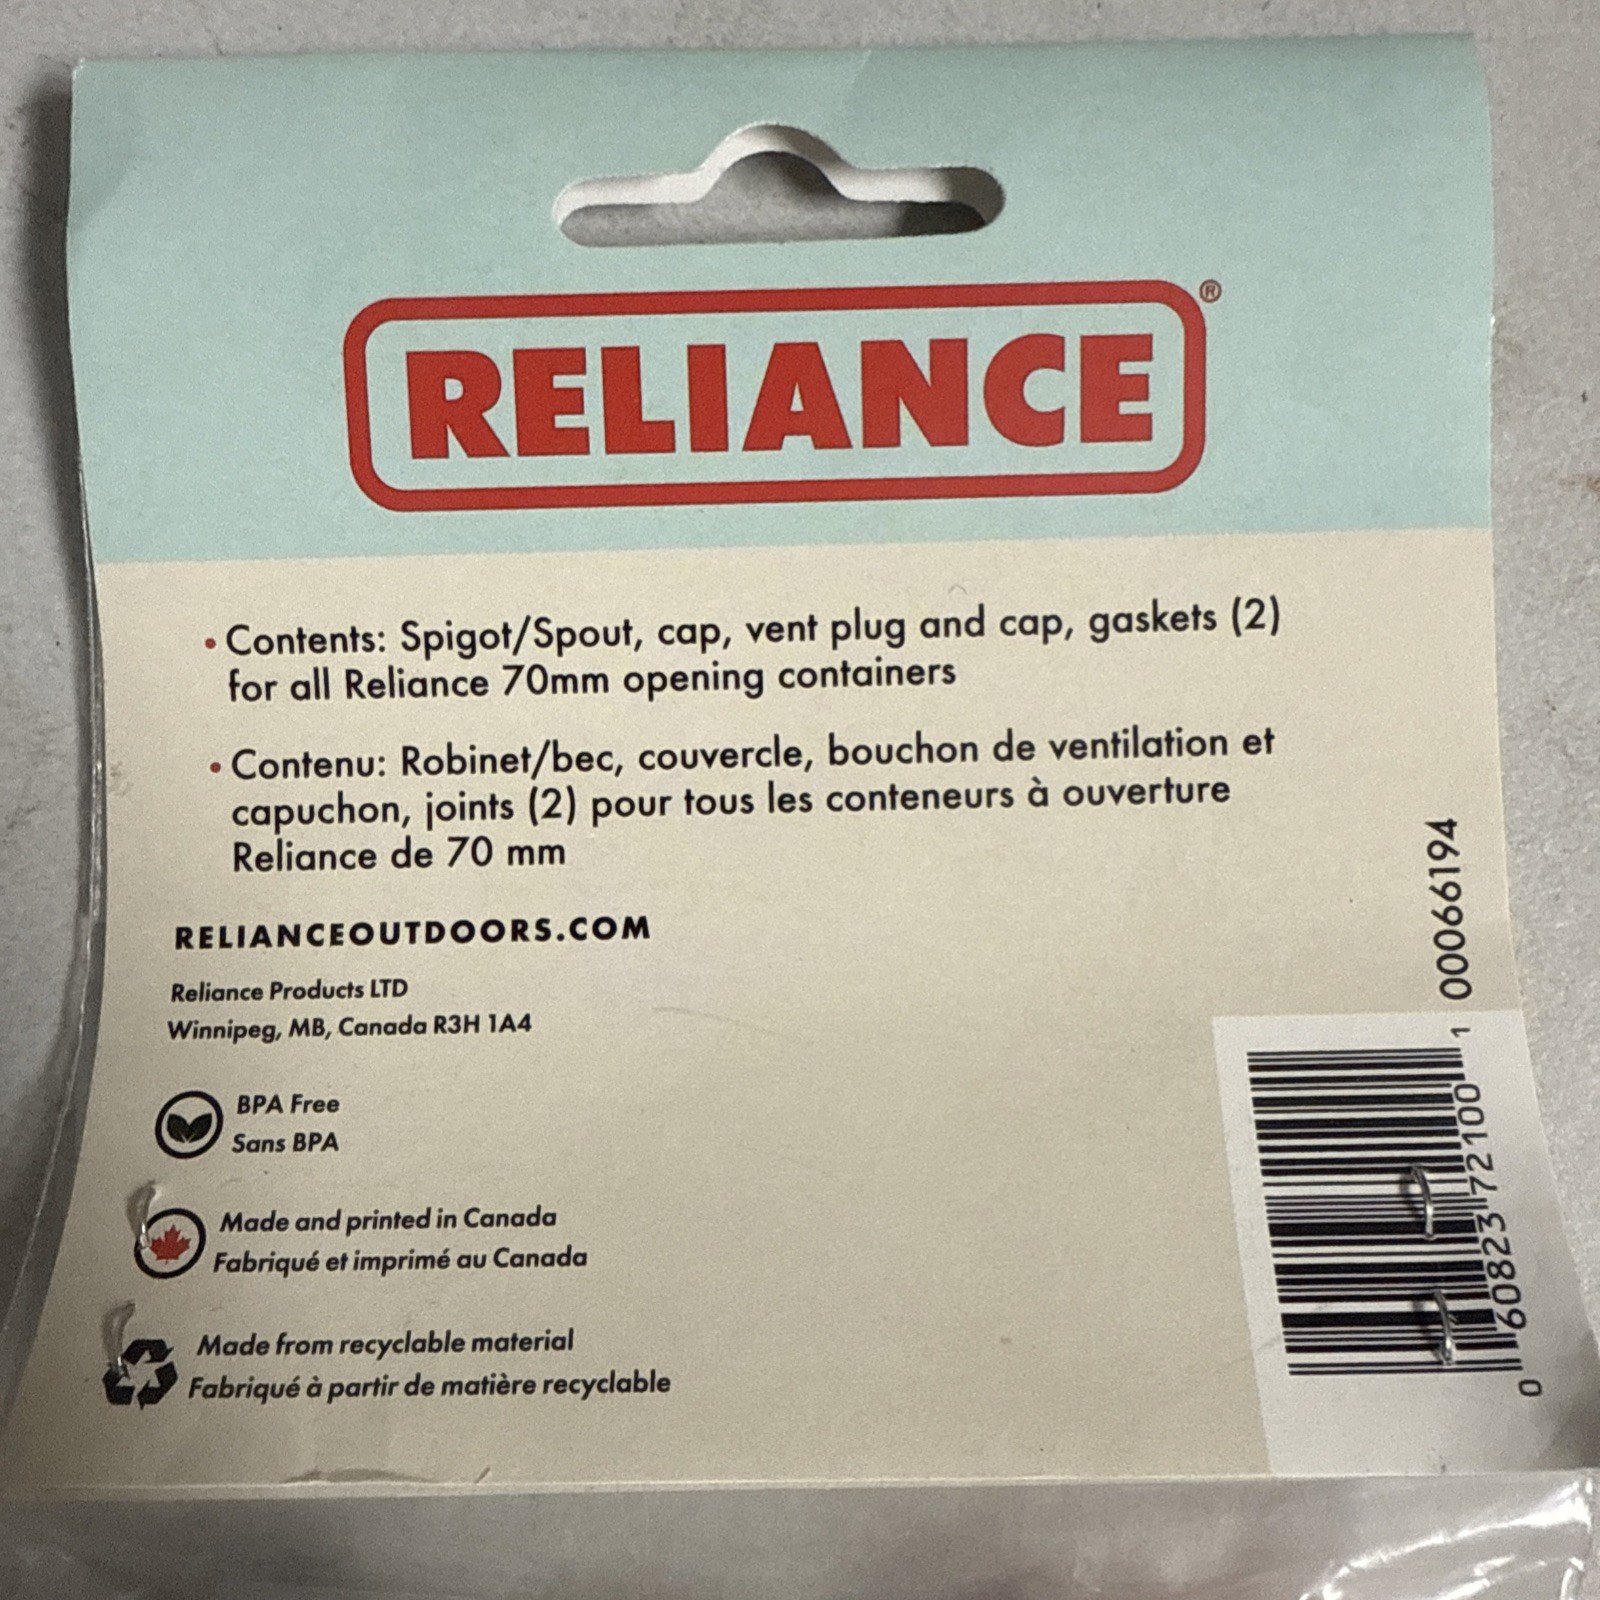 RELIANCE®
• Contents: Spigot/Spout, cap, vent plug and cap, gaskets (2)
for all Reliance 70mm opening containers
• Contenu: Robinet/bec, couvercle, bouchon de ventilation et
capuchon, joints (2) pour tous les conteneurs à ouverture
Reliance de 70 mm
RELIANCEOUTDOORS.COM
Reliance Products LTD
Winnipeg, MB, Canada R3H 1A4
BPA Free
Sans BPA
Made and printed in Canada
Fabriqué et imprimé au Canada
Made from recyclable material
Fabriqué à partir de matière recyclable
00066194
0 60823 72100 1